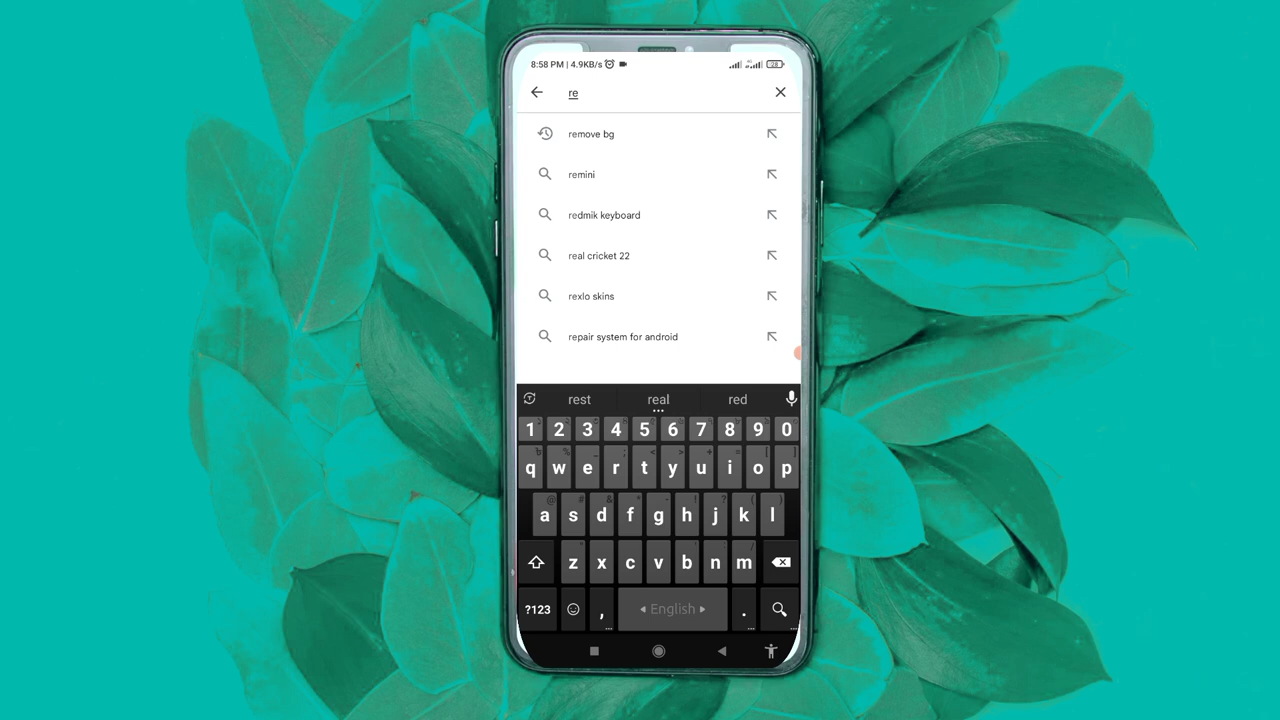 8:58 PM | 4.9KB/s 28
re
remove bg
remini
redmik keyboard
real cricket 22
rexlo skins
repair system for android
rest real red
1 2 3 4 5 6 7 8 9 0
q w e r t y u i o p
a s d f g h j k l
z x c v b n m
?123 , English .